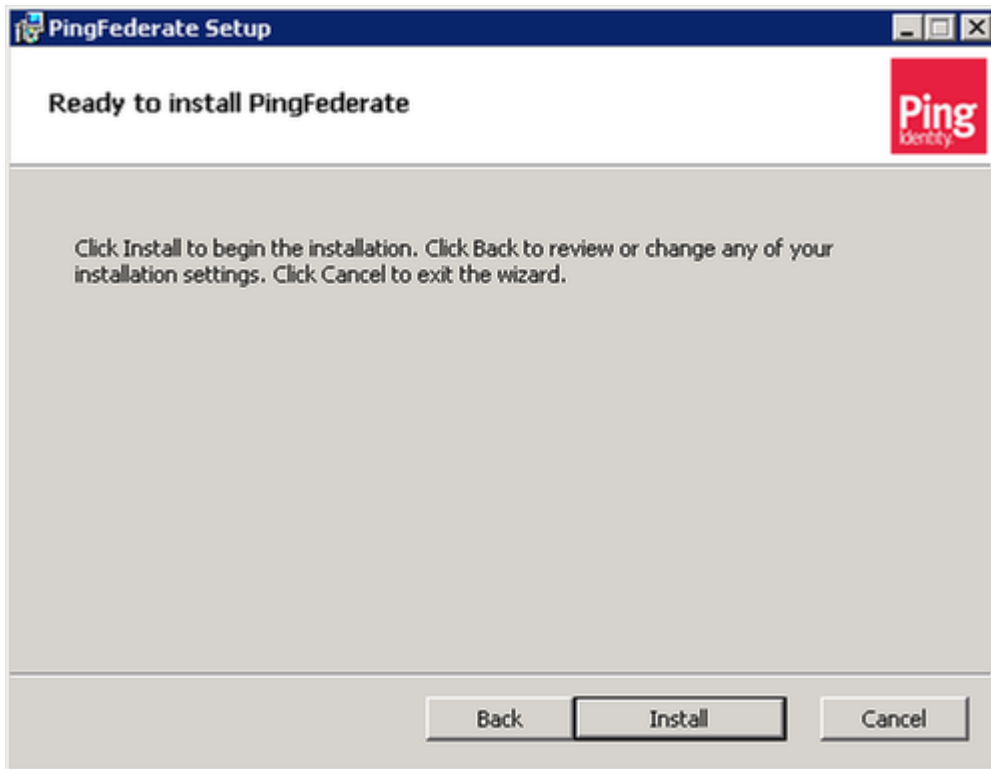 PingFederate Setup
Ready to install PingFederate
Ping
Identity.
Click Install to begin the installation. Click Back to review or change any of your
installation settings. Click Cancel to exit the wizard.
Back
Install
Cancel